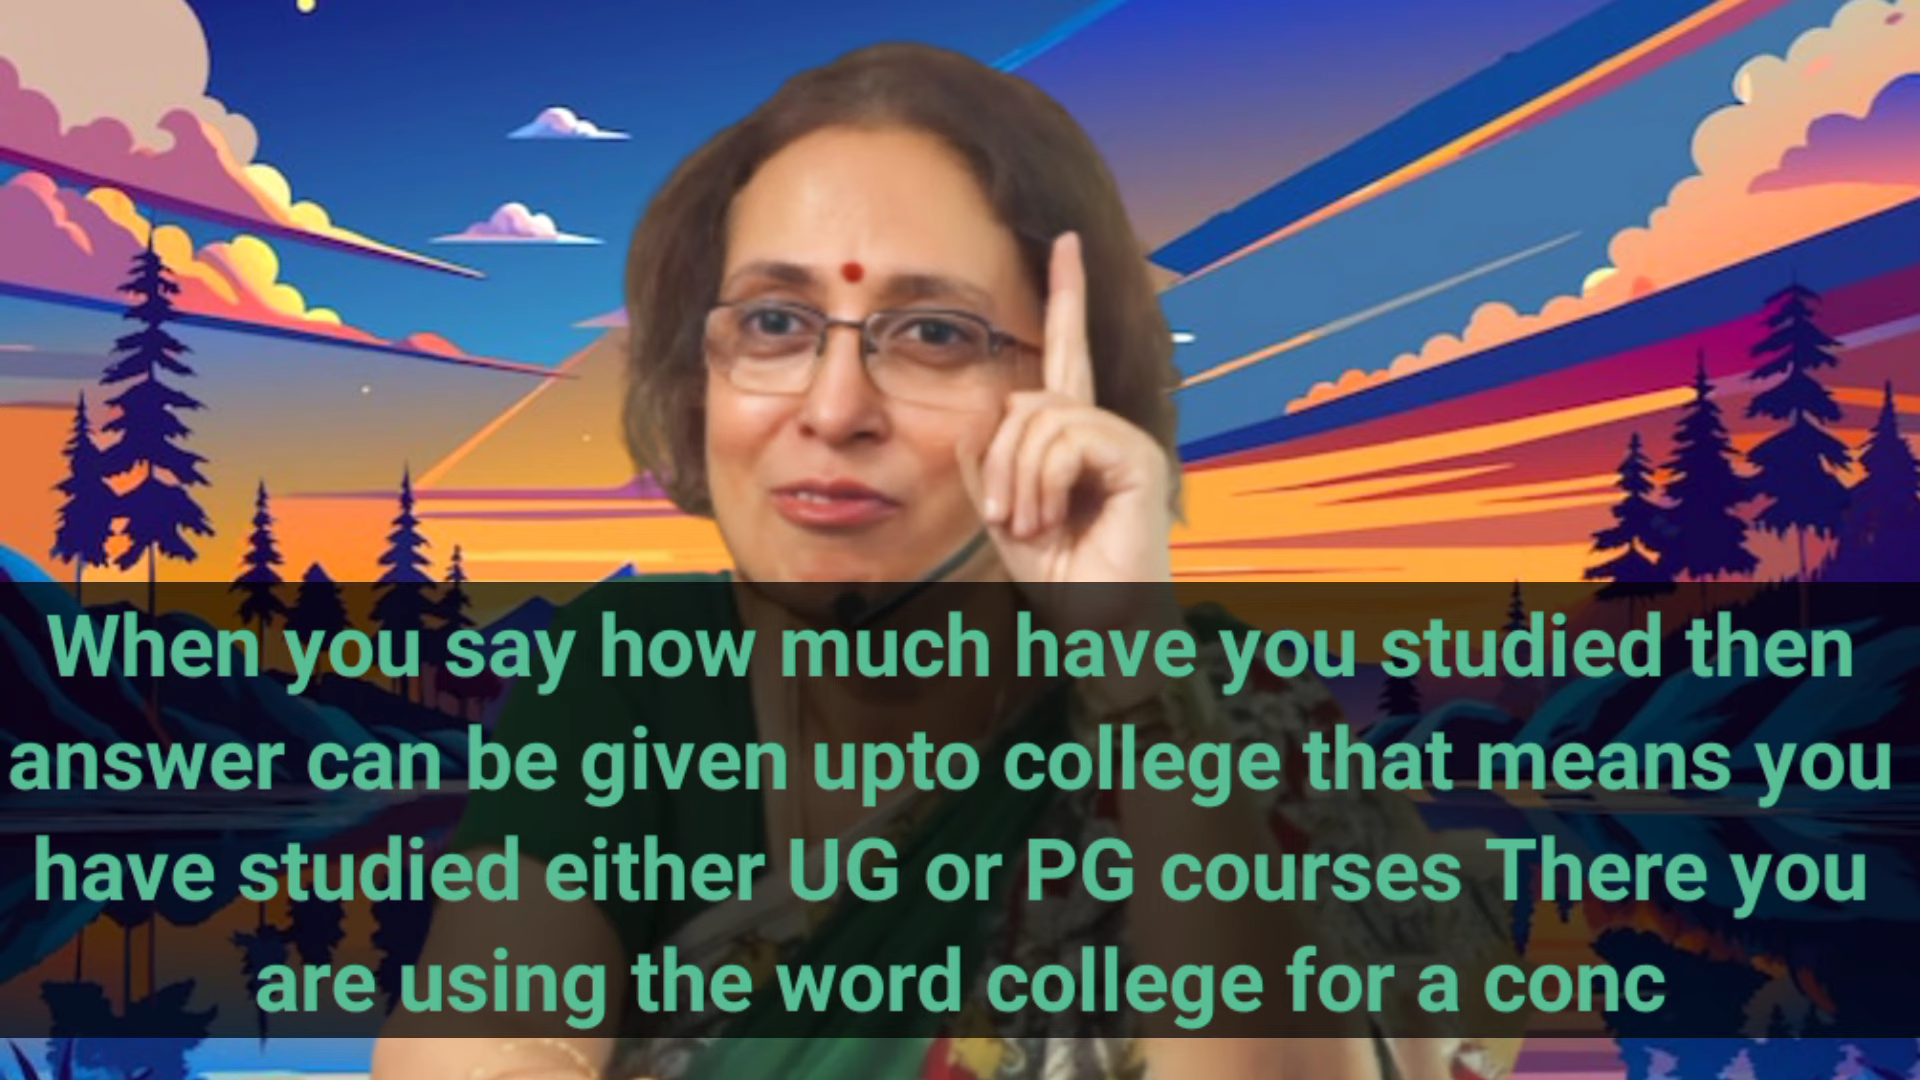 When you say how much have you studied then
answer can be given upto college that means you
have studied either UG or PG courses There you
are using the word college for a conc